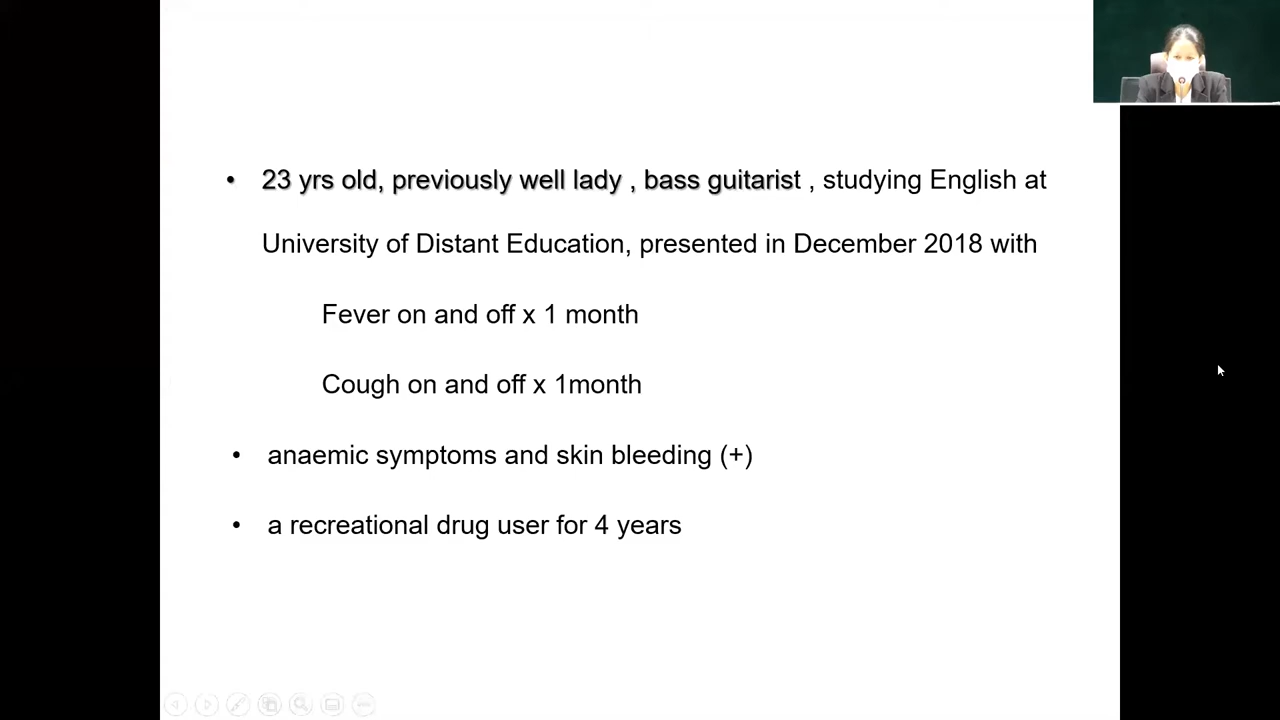 • 23 yrs old, previously well lady , bass guitarist , studying English at
University of Distant Education, presented in December 2018 with
Fever on and off x 1 month
Cough on and off x 1month
• anaemic symptoms and skin bleeding (+)
• a recreational drug user for 4 years